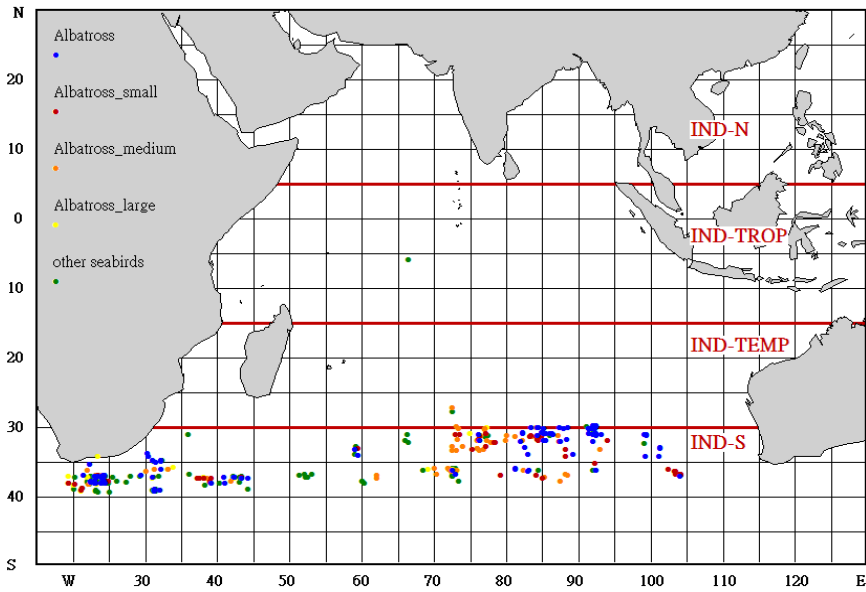 N
Albatross
20
Albatross_small
IND-N
Albatross_medium
10
Albatross_large
0
IND-TROP
other seabirds
10
IND-TEMP
20
30
IND-S
40
S
W 30 40 50 60 70 80 90 100 110 120 E